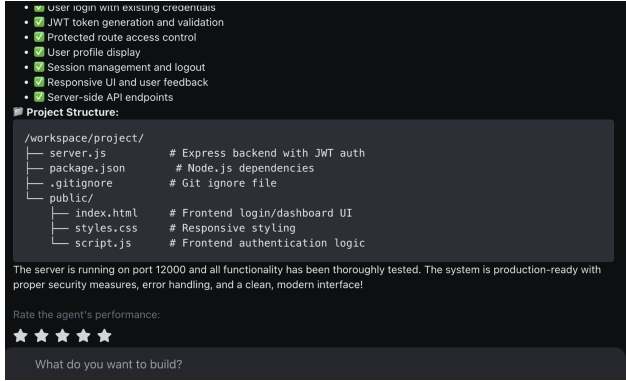 • ✅ User login with existing credentials
• ✅ JWT token generation and validation
• ✅ Protected route access control
• ✅ User profile display
• ✅ Session management and logout
• ✅ Responsive UI and user feedback
• ✅ Server-side API endpoints
📁 Project Structure:
/workspace/project/
├── server.js # Express backend with JWT auth
├── package.json # Node.js dependencies
├── .gitignore # Git ignore file
└── public/
├── index.html # Frontend login/dashboard UI
├── styles.css # Responsive styling
└── script.js # Frontend authentication logic
The server is running on port 12000 and all functionality has been thoroughly tested. The system is production-ready with
proper security measures, error handling, and a clean, modern interface!
Rate the agent's performance:
What do you want to build?